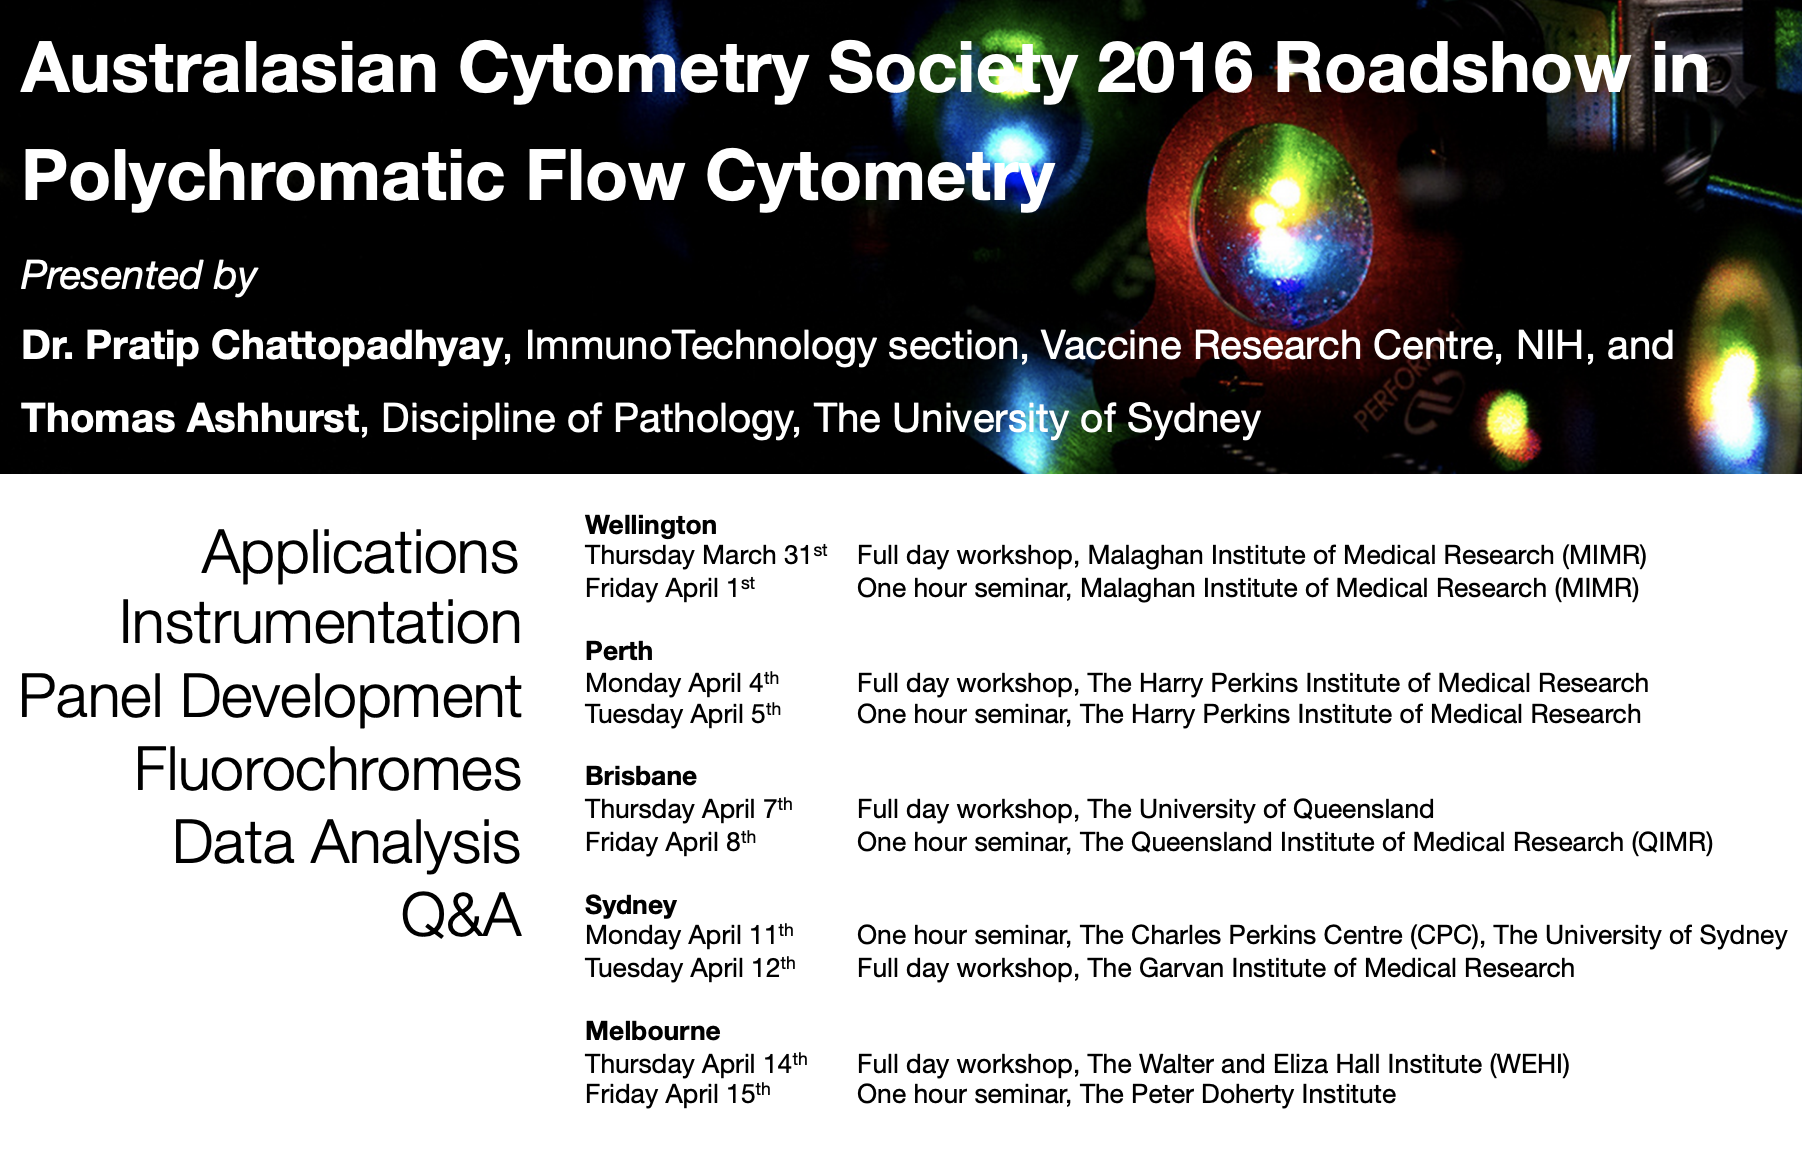 Australasian Cytometry Society 2016 Roadshow in
Polychromatic Flow Cytometry
Presented by
Dr. Pratip Chattopadhyay, ImmunoTechnology section, Vaccine Research Centre, NIH, and
Thomas Ashhurst, Discipline of Pathology, The University of Sydney
PERFORM
Applications
Instrumentation
Panel Development
Fluorochromes
Data Analysis
Q&A
Wellington
Thursday March 31st Full day workshop, Malaghan Institute of Medical Research (MIMR)
Friday April 1st One hour seminar, Malaghan Institute of Medical Research (MIMR)
Perth
Monday April 4th Full day workshop, The Harry Perkins Institute of Medical Research
Tuesday April 5th One hour seminar, The Harry Perkins Institute of Medical Research
Brisbane
Thursday April 7th Full day workshop, The University of Queensland
Friday April 8th One hour seminar, The Queensland Institute of Medical Research (QIMR)
Sydney
Monday April 11th One hour seminar, The Charles Perkins Centre (CPC), The University of Sydney
Tuesday April 12th Full day workshop, The Garvan Institute of Medical Research
Melbourne
Thursday April 14th Full day workshop, The Walter and Eliza Hall Institute (WEHI)
Friday April 15th One hour seminar, The Peter Doherty Institute